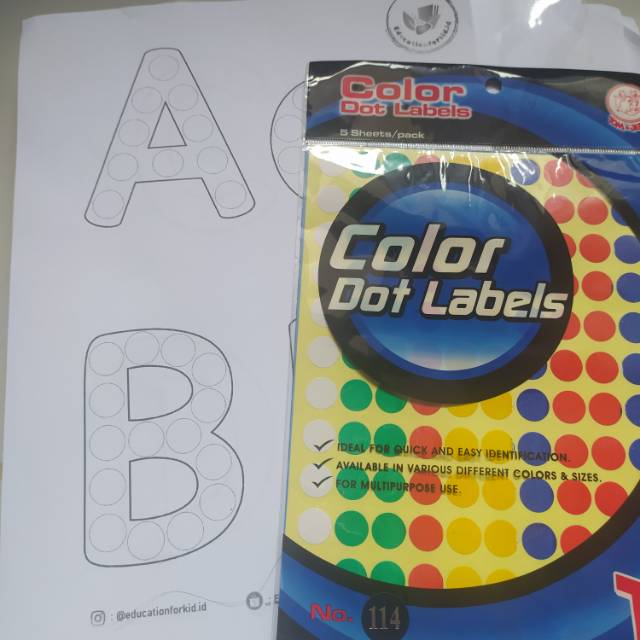 Educationforkid
A
B
Color
Dot Labels
5 Sheets/pack
Color
Dot Labels
IDEAL FOR QUICK AND EASY IDENTIFICATION.
AVAILABLE IN VARIOUS DIFFERENT COLORS & SIZES.
FOR MULTIPURPOSE USE.
No. 114
: @educationforkid.id
: E